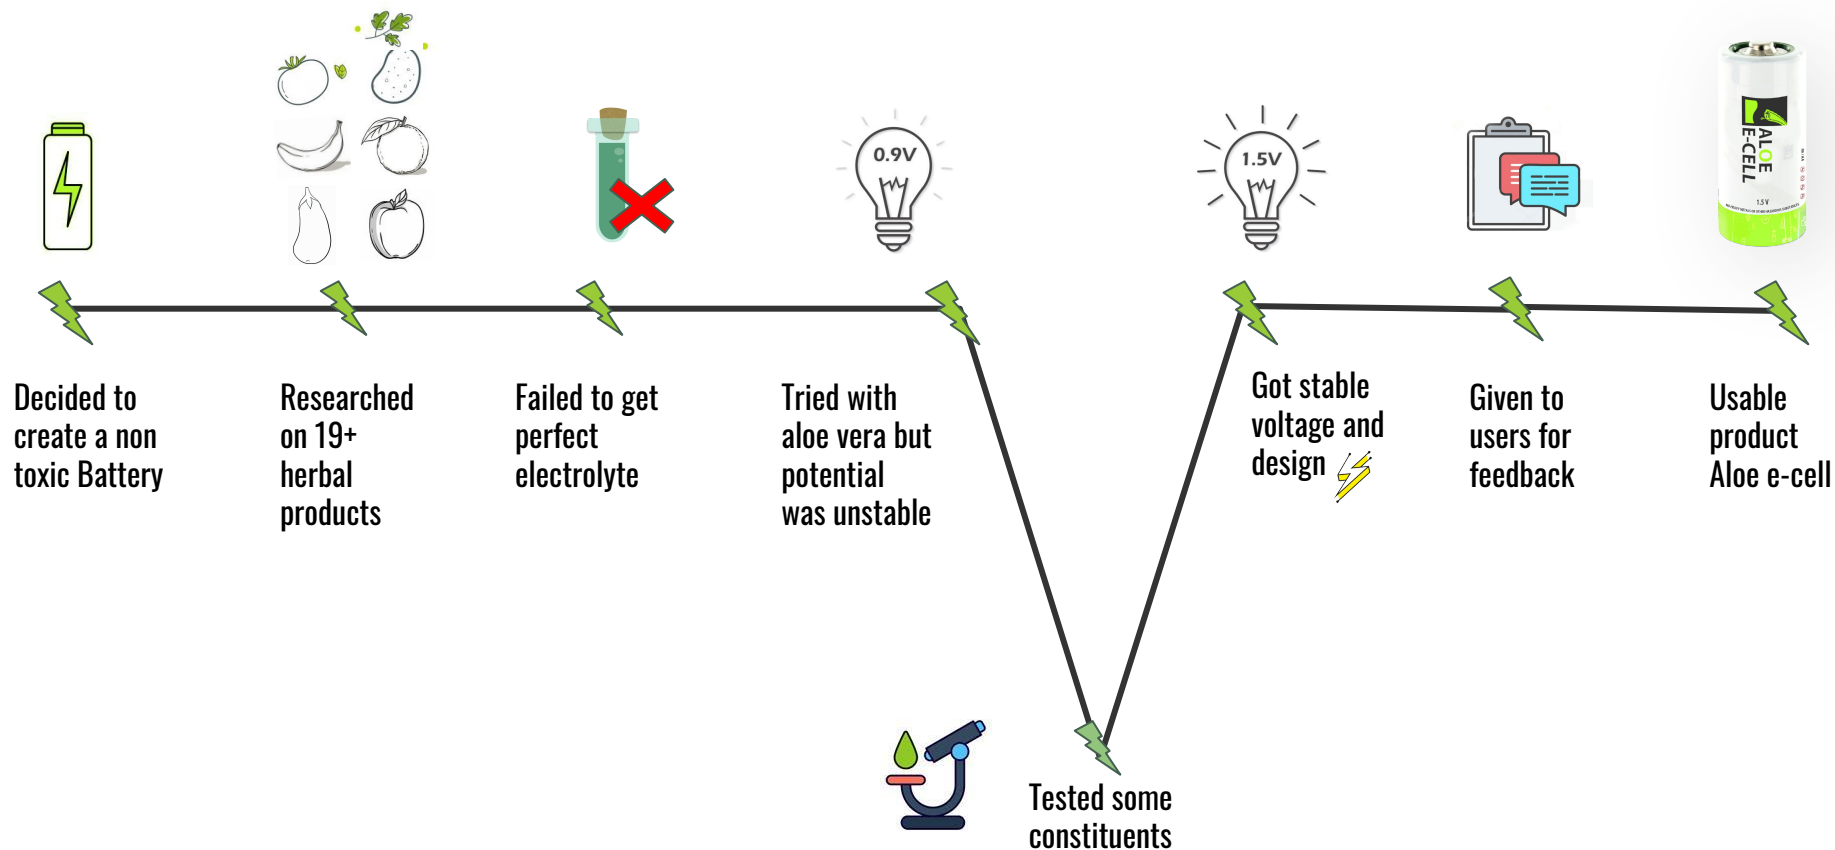 0.9V
1.5V
ALOE
E-CELL
1.5 V
Decided to
create a non
toxic Battery
Researched
on 19+
herbal
products
Failed to get
perfect
electrolyte
Tried with
aloe vera but
potential
was unstable
Tested some
constituents
Got stable
voltage and
design
Given to
users for
feedback
Usable
product
Aloe e-cell